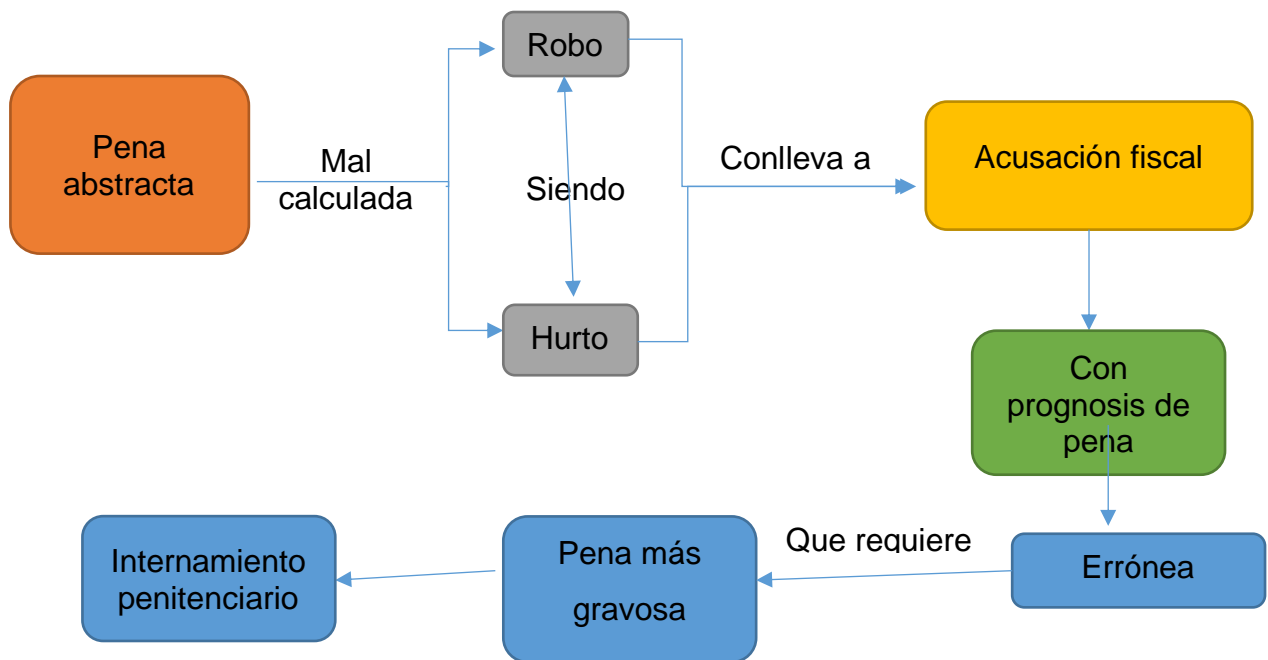 Pena
abstracta
Mal
calculada
Robo
Siendo
Hurto
Conlleva a
Acusación fiscal
Con
prognosis de
pena
Errónea
Que requiere
Pena más
gravosa
Internamiento
penitenciario